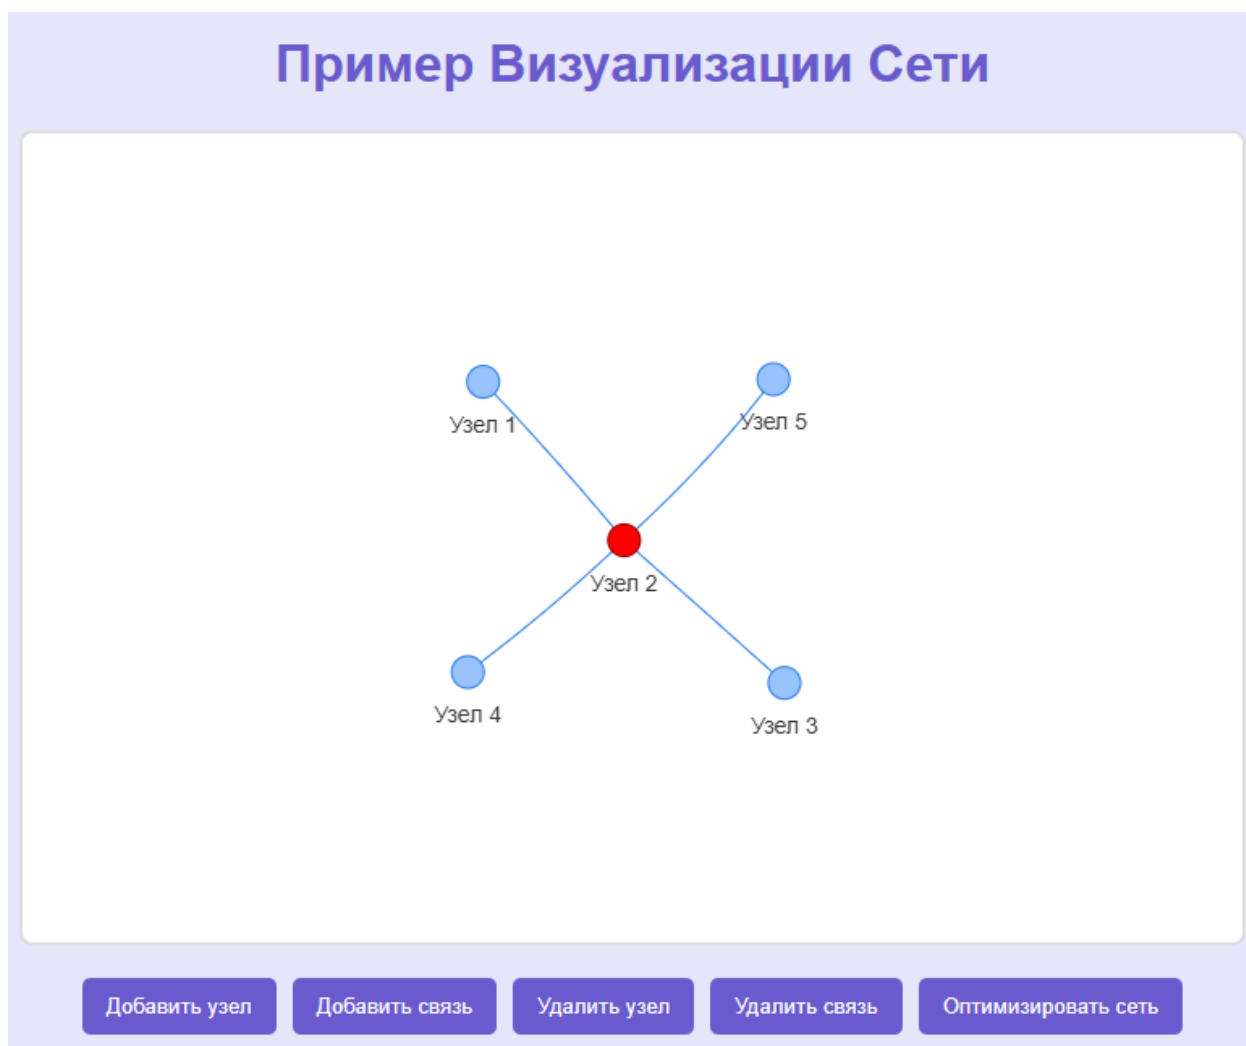 Пример Визуализации Сети
Узел 1
Узел 5
Узел 2
Узел 4
Узел 3
Добавить узел
Добавить связь
Удалить узел
Удалить связь
Оптимизировать сеть